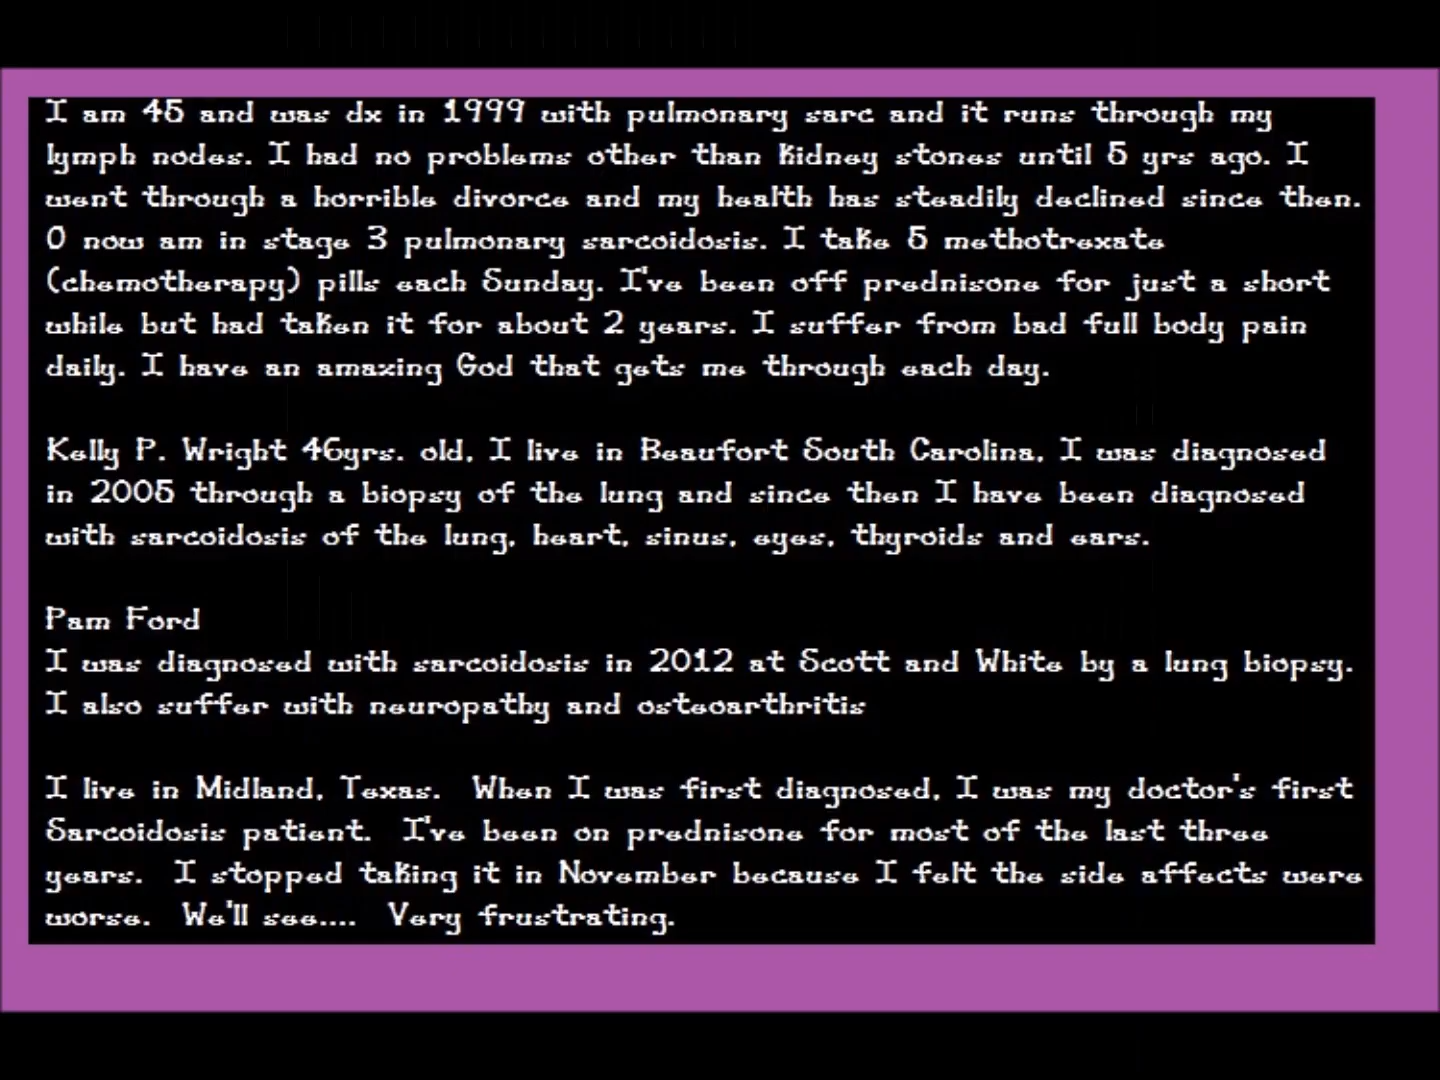 I am 45 and was dx in 1999 with pulmonary sarc and it runs through my
lymph nodes. I had no problems other than kidney stones until 5 yrs ago. I
went through a horrible divorce and my health has steadily declined since then.
0 now am in stage 3 pulmonary sarcoidosis. I take 5 methotrexate
(chemotherapy) pills each Sunday. I've been off prednisone for just a short
while but had taken it for about 2 years. I suffer from bad full body pain
daily. I have an amazing God that gets me through each day.
Kelly P. Wright 46yrs. old, I live in Beaufort South Carolina, I was diagnosed
in 2005 through a biopsy of the lung and since then I have been diagnosed
with sarcoidosis of the lung, heart, sinus, eyes, thyroids and ears.
Pam Ford
I was diagnosed with sarcoidosis in 2012 at Scott and White by a lung biopsy.
I also suffer with neuropathy and osteoarthritis
I live in Midland, Texas.  When I was first diagnosed, I was my doctor's first
Sarcoidosis patient.  I've been on prednisone for most of the last three
years.  I stopped taking it in November because I felt the side affects were
worse.  We'll see....  Very frustrating.